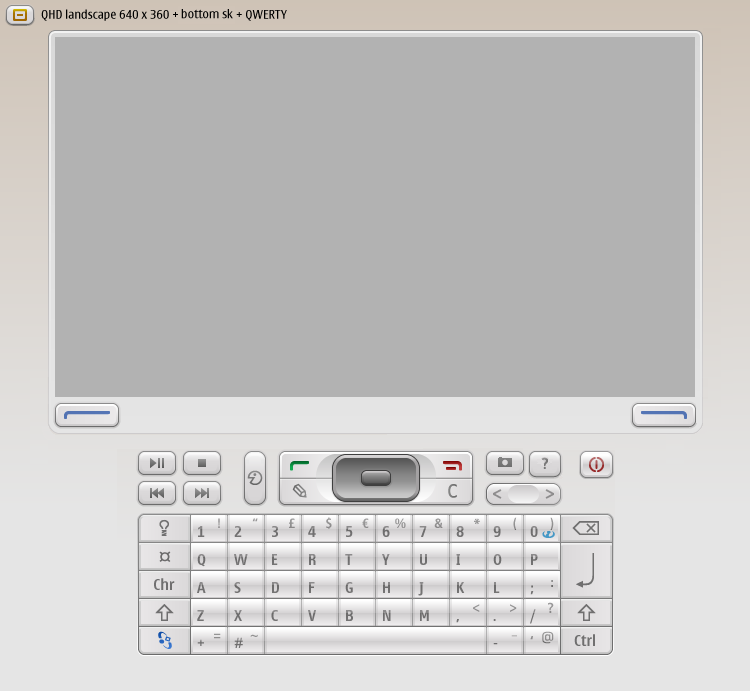 QHD landscape 640 x 360 + bottom sk + QWERTY
?
C
< >
1 ! 2 " 3 £ 4 $ 5 € 6 % 7 & 8 * 9 ( 0 )
Q W E R T Y U I O P
Chr A S D F G H J K L ; :
Z X C V B N M , < . > / ?
+ = # ~ - _ ' @ Ctrl